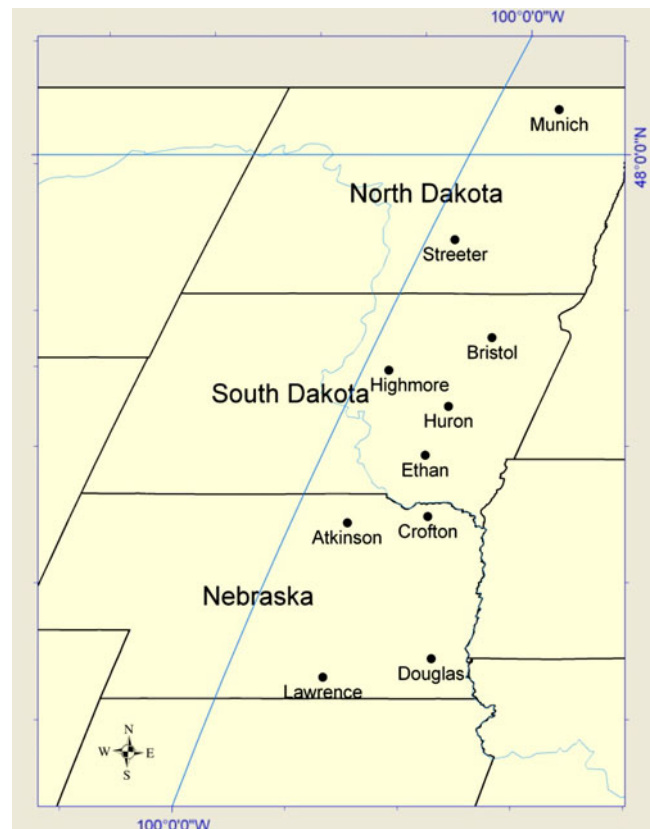 100°0'0"W
Munich
48°0'0"N
North Dakota
Streeter
Bristol
Highmore
South Dakota
Huron
Ethan
Atkinson
Crofton
Nebraska
Douglas
Lawrence
N
W E
S
100°0'0"W